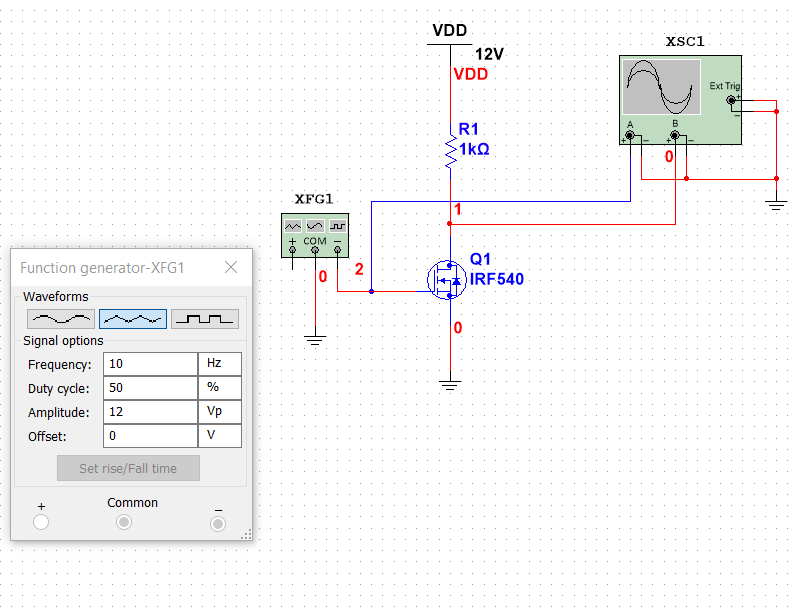 VDD
12V
VDD
XSC1
Ext Trig
+
−
A
B
+ − + −
0
R1
1kΩ
1
XFG1
+ COM −
0
2
Q1
IRF540
0
Function generator-XFG1
Waveforms
Signal options
Frequency: 10 Hz
Duty cycle: 50 %
Amplitude: 12 Vp
Offset: 0 V
Set rise/Fall time
+ Common −